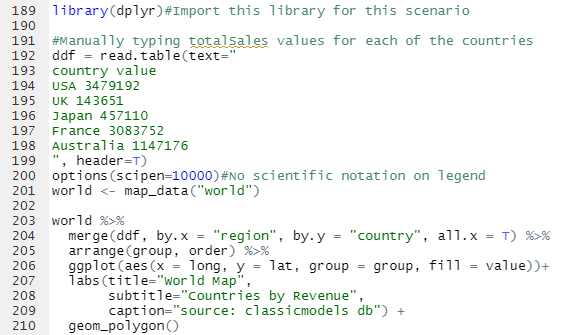 189 library(dplyr)#Import this library for this scenario
190
191 #Manually typing totalSales values for each of the countries
192 ddf = read.table(text="
193 country value
194 USA 3479192
195 UK 143651
196 Japan 457110
197 France 3083752
198 Australia 1147176
199 ", header=T)
200 options(scipen=10000)#No scientific notation on legend
201 world <- map_data("world")
202
203 world %>%
204   merge(ddf, by.x = "region", by.y = "country", all.x = T) %>%
205   arrange(group, order) %>%
206   ggplot(aes(x = long, y = lat, group = group, fill = value))+
207   labs(title="World Map",
208        subtitle="Countries by Revenue",
209        caption="source: classicmodels db") +
210   geom_polygon()